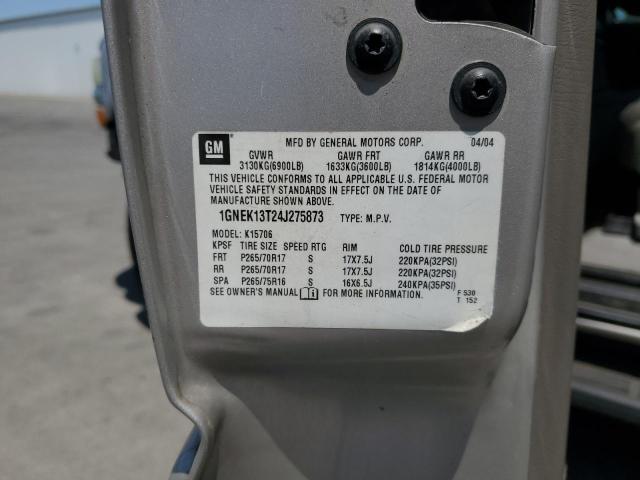 GM MFD BY GENERAL MOTORS CORP. 04/04
GVWR GAWR FRT GAWR RR
3130KG(6900LB) 1633KG(3600LB) 1814KG(4000LB)
THIS VEHICLE CONFORMS TO ALL APPLICABLE U.S. FEDERAL MOTOR
VEHICLE SAFETY STANDARDS IN EFFECT ON THE DATE OF
MANUFACTURE SHOWN ABOVE.
1GNEK13T24J275873 TYPE: M.P.V.
MODEL: K15706
KPSF TIRE SIZE SPEED RTG RIM COLD TIRE PRESSURE
FRT P265/70R17 S 17X7.5J 220KPA(32PSI)
RR P265/70R17 S 17X7.5J 220KPA(32PSI)
SPA P265/75R16 S 16X6.5J 240KPA(35PSI)
SEE OWNER'S MANUAL FOR MORE INFORMATION. F 530
T 152